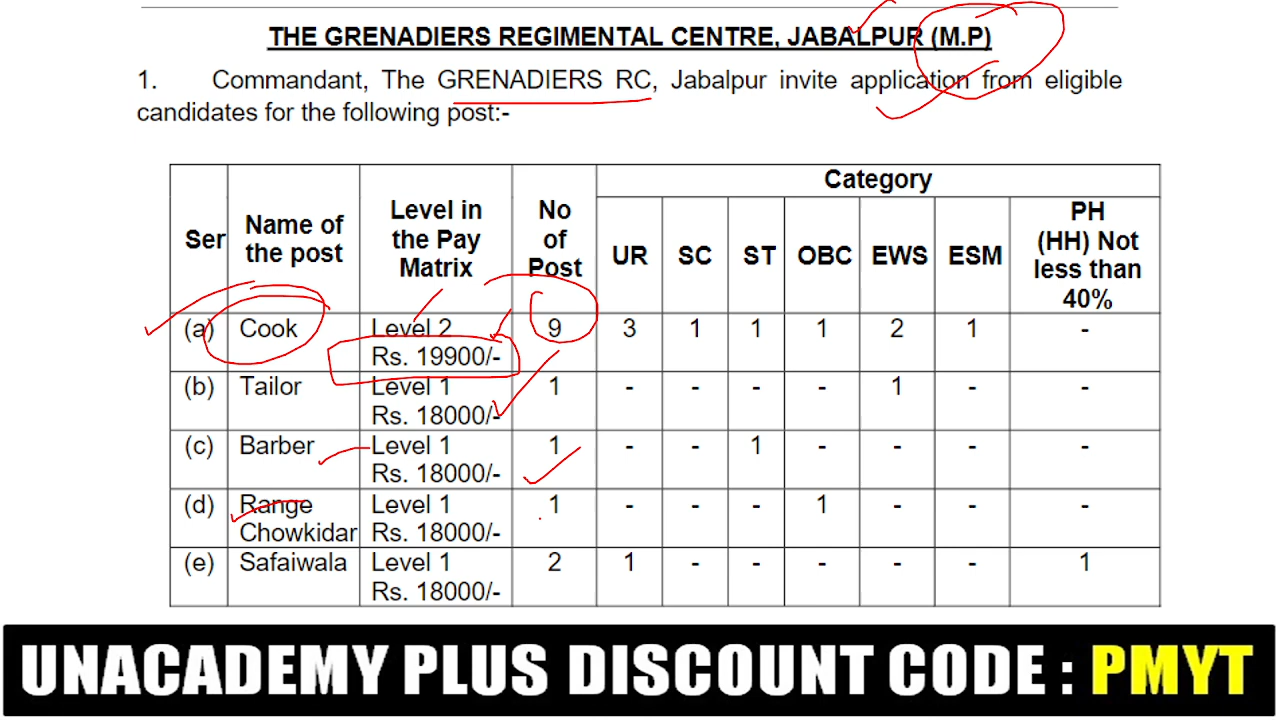 THE GRENADIERS REGIMENTAL CENTRE, JABALPUR (M.P)
1. Commandant, The GRENADIERS RC, Jabalpur invite application from eligible
candidates for the following post:-
Ser Name of the post Level in the Pay Matrix No of Post Category
UR SC ST OBC EWS ESM PH (HH) Not less than 40%
(a) Cook Level 2 9 3 1 1 1 2 1 -
Rs. 19900/-
(b) Tailor Level 1 1 - - - - 1 - -
Rs. 18000/-
(c) Barber Level 1 1 - - 1 - - - -
Rs. 18000/-
(d) Range Level 1 1 - - - 1 - - -
Chowkidar Rs. 18000/-
(e) Safaiwala Level 1 2 1 - - - - - 1
Rs. 18000/-
UNACADEMY PLUS DISCOUNT CODE : PMYT